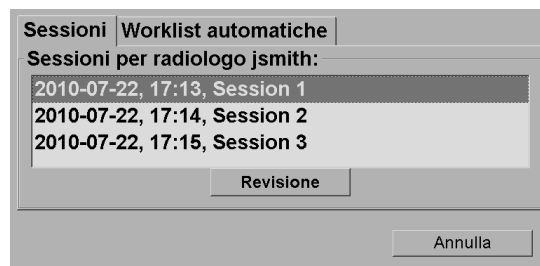 Sessioni Worklist automatiche
Sessioni per radiologo jsmith:
2010-07-22, 17:13, Session 1
2010-07-22, 17:14, Session 2
2010-07-22, 17:15, Session 3
Revisione
Annulla